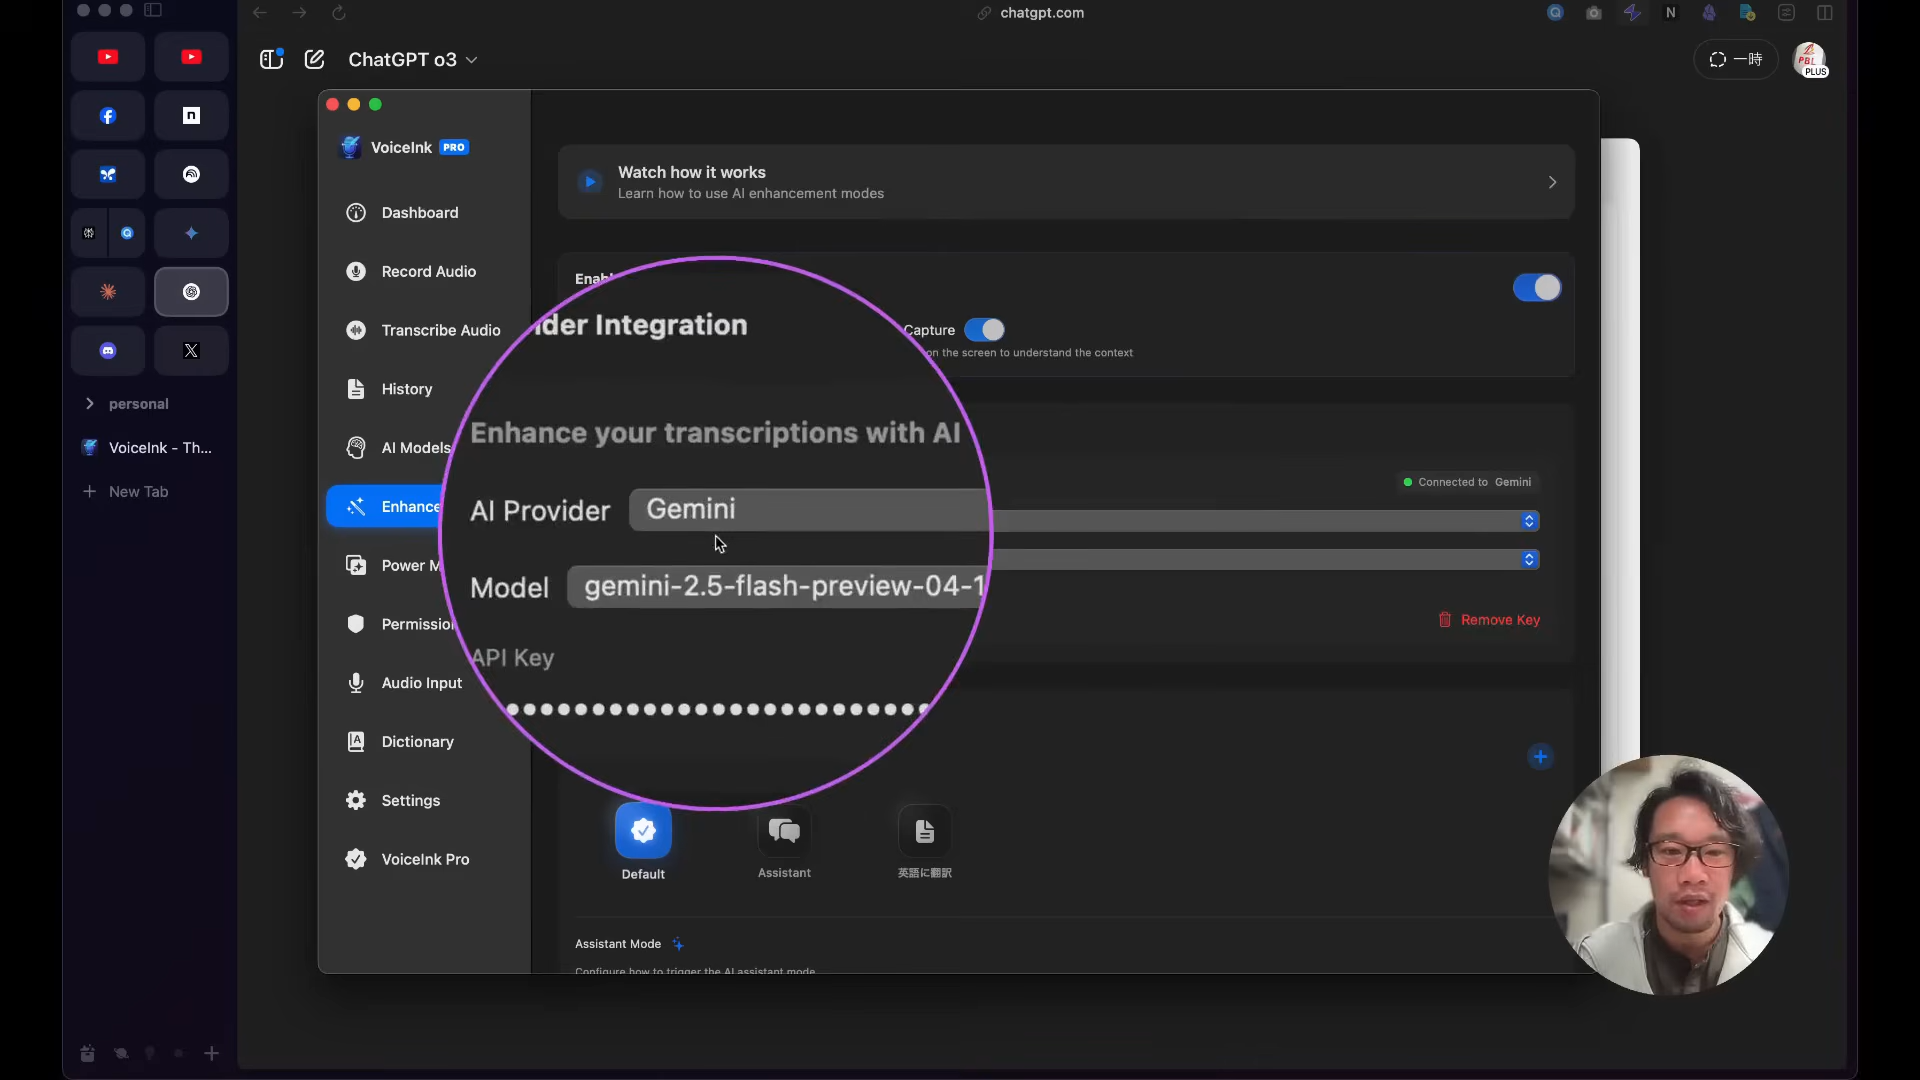 chatgpt.com
ChatGPT o3
一時
PLUS
VoiceInk PRO
Dashboard
Record Audio
Transcribe Audio
History
AI Models
Enhance
Power M
Permission
Audio Input
Dictionary
Settings
VoiceInk Pro
personal
VoiceInk - Th...
New Tab
Watch how it works
Learn how to use AI enhancement modes
Enabl
Capture
on the screen to understand the context
der Integration
Enhance your transcriptions with AI
Connected to Gemini
AI Provider Gemini
Model gemini-2.5-flash-preview-04-1
API Key
Remove Key
Default
Assistant
英語に翻訳
Assistant Mode
Configure how to trigger the AI assistant mode